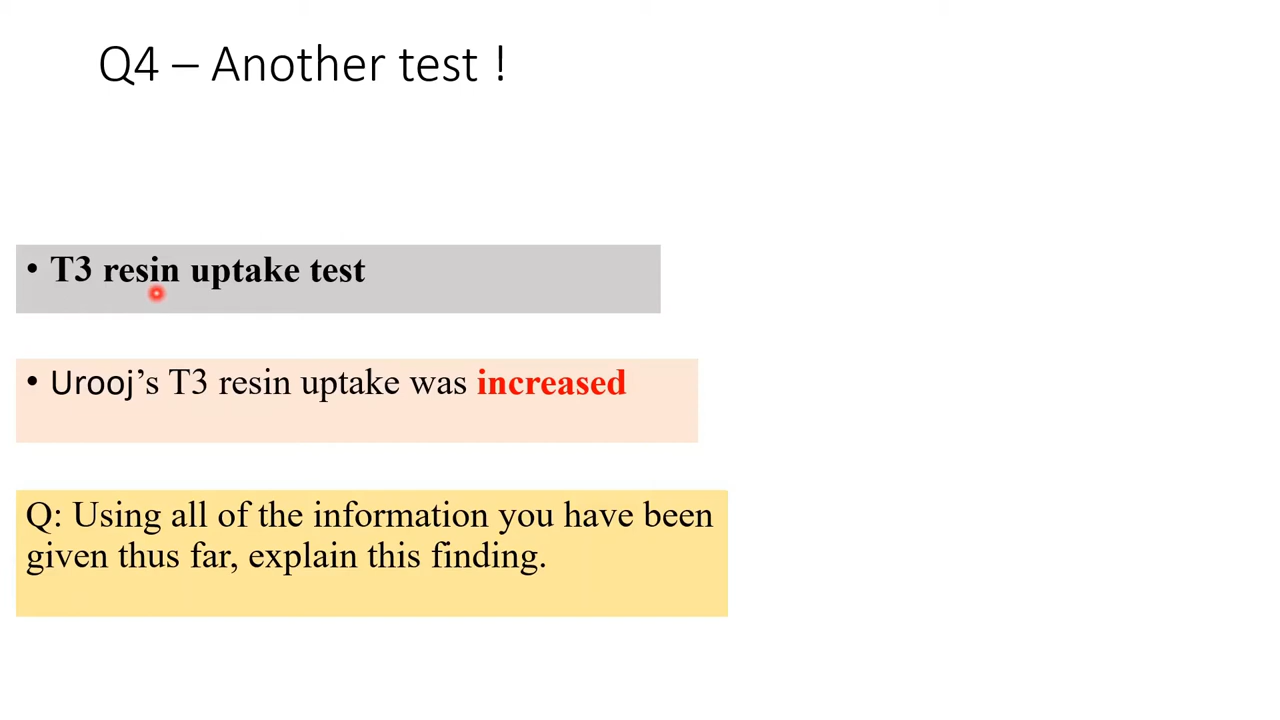 Q4 – Another test !
• T3 resin uptake test
• Urooj’s T3 resin uptake was increased
Q: Using all of the information you have been
given thus far, explain this finding.